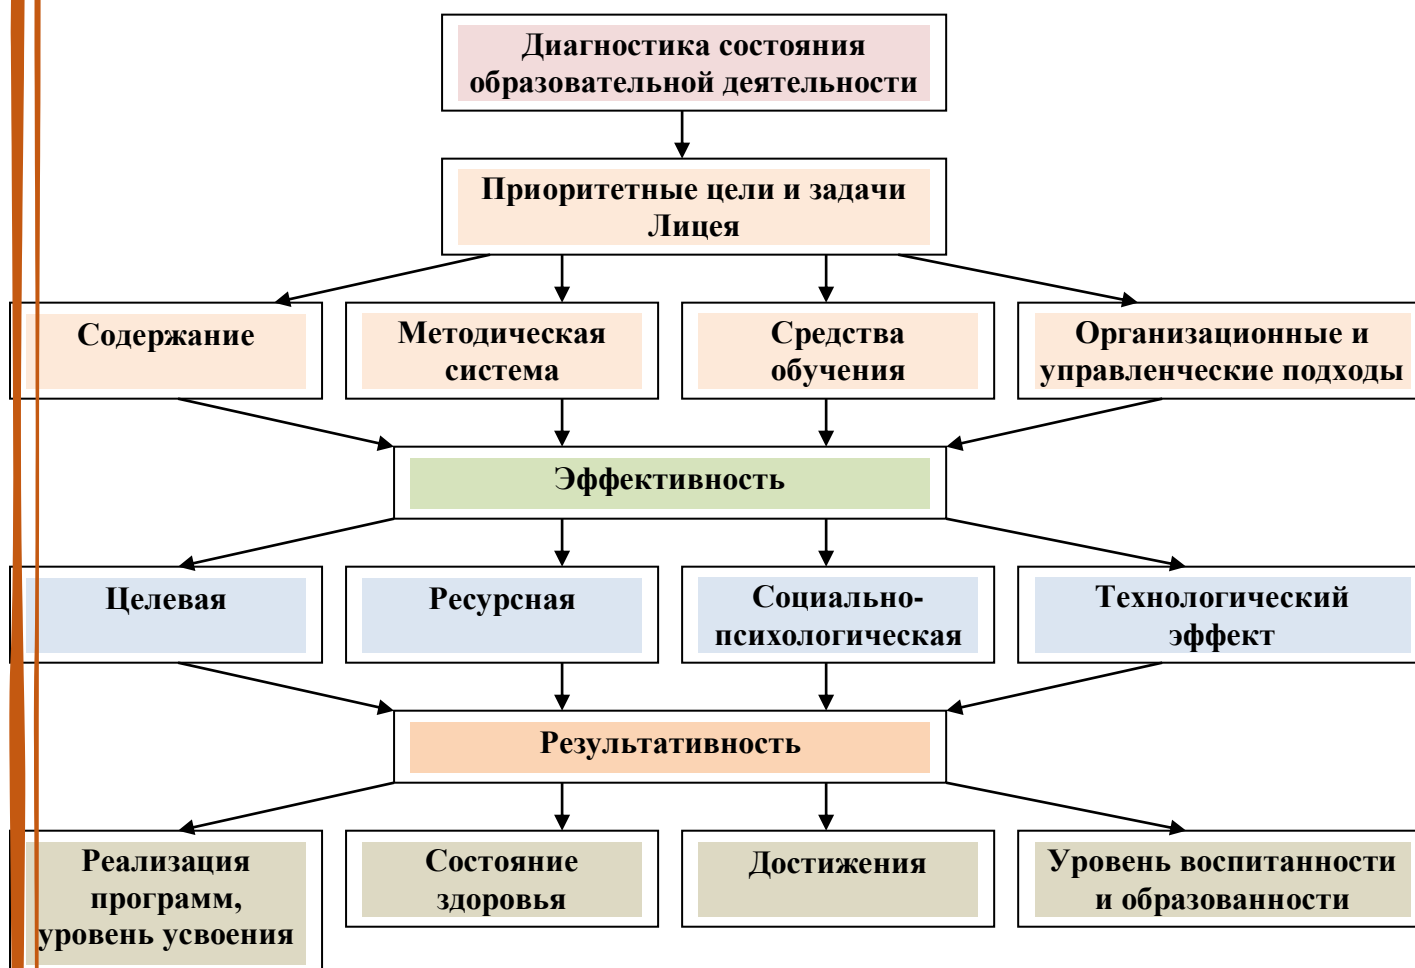 Диагностика состояния
образовательной деятельности
Приоритетные цели и задачи
Лицея
Содержание
Методическая
система
Средства
обучения
Организационные и
управленческие подходы
Эффективность
Целевая
Ресурсная
Социально-
психологическая
Технологический
эффект
Результативность
Реализация
программ,
уровень усвоения
Состояние
здоровья
Достижения
Уровень воспитанности
и образованности